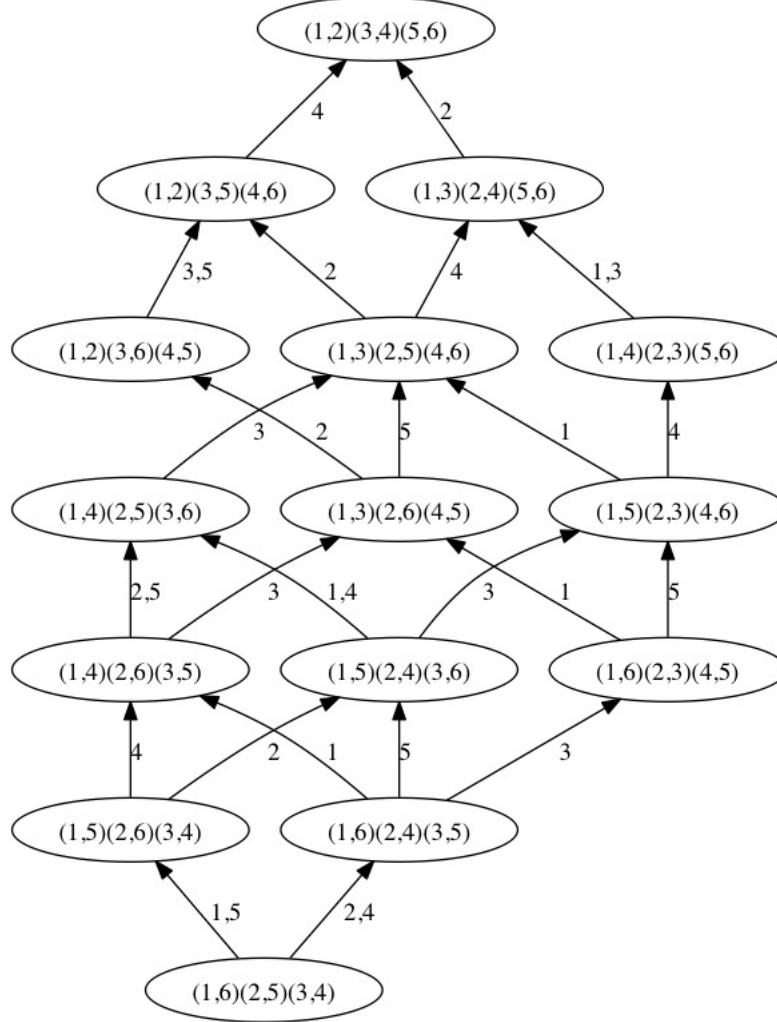 (1,2)(3,4)(5,6)
4 2
(1,2)(3,5)(4,6) (1,3)(2,4)(5,6)
3,5 2 4 1,3
(1,2)(3,6)(4,5) (1,3)(2,5)(4,6) (1,4)(2,3)(5,6)
3 2 5 1 4
(1,4)(2,5)(3,6) (1,3)(2,6)(4,5) (1,5)(2,3)(4,6)
2,5 3 1,4 3 1 5
(1,4)(2,6)(3,5) (1,5)(2,4)(3,6) (1,6)(2,3)(4,5)
4 2 1 5 3
(1,5)(2,6)(3,4) (1,6)(2,4)(3,5)
1,5 2,4
(1,6)(2,5)(3,4)